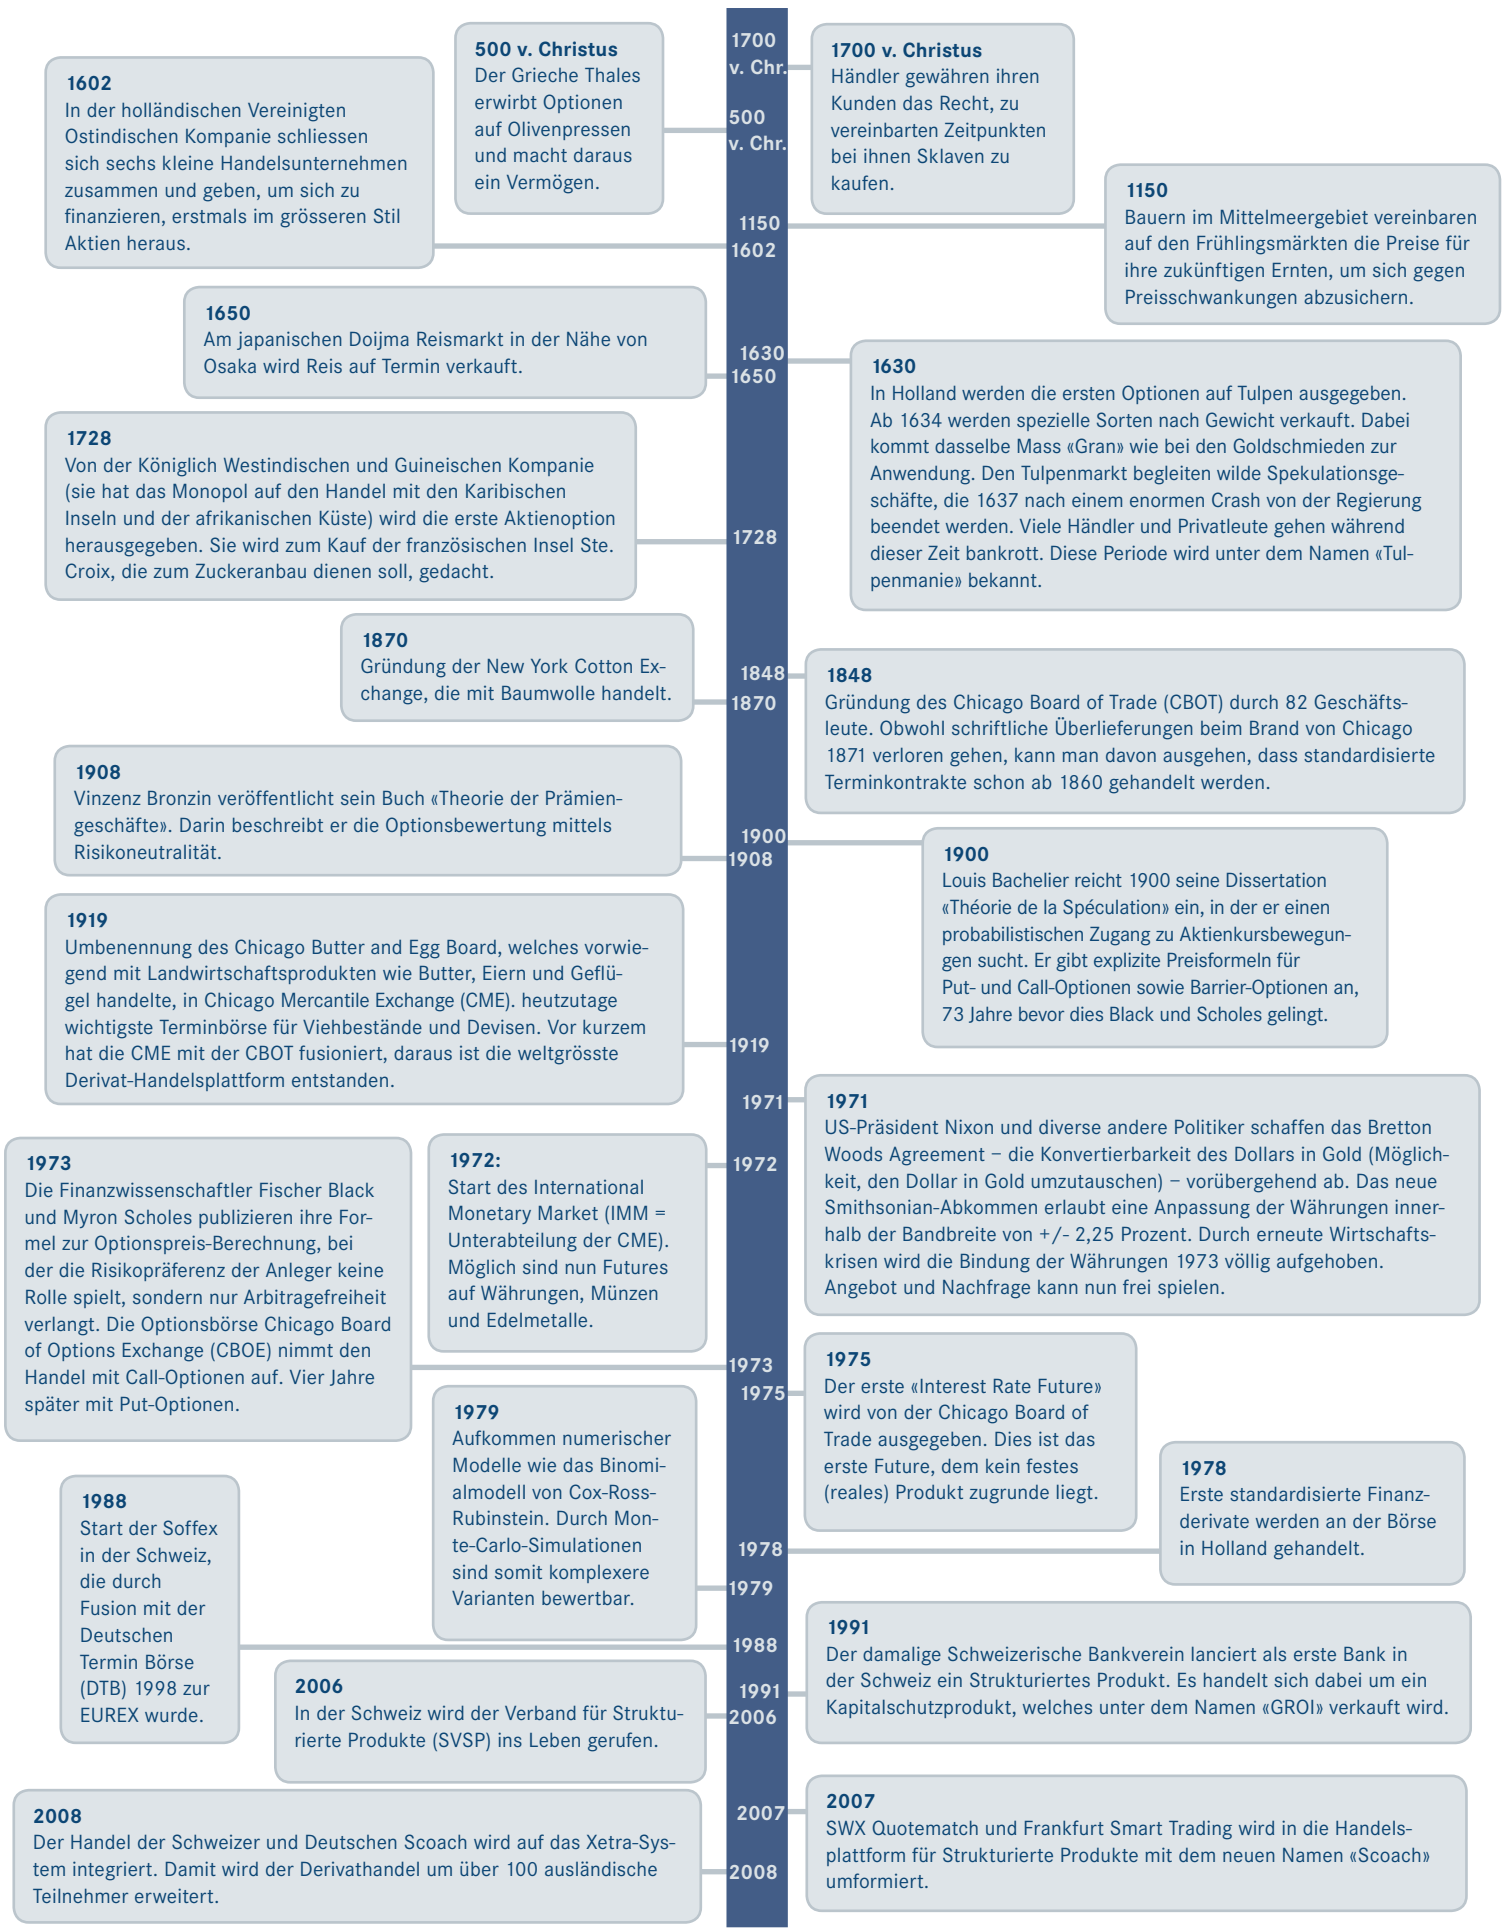 1700
v. Chr.
500
v. Chr.
1150
1602
1630
1650
1728
1848
1870
1900
1908
1919
1971
1972
1973
1975
1978
1979
1988
1991
2006
2007
2008
1700 v. Christus
Händler gewähren ihren
Kunden das Recht, zu
vereinbarten Zeitpunkten
bei ihnen Sklaven zu
kaufen.
500 v. Christus
Der Grieche Thales
erwirbt Optionen
auf Olivenpressen
und macht daraus
ein Vermögen.
1150
Bauern im Mittelmeergebiet vereinbaren
auf den Frühlingsmärkten die Preise für
ihre zukünftigen Ernten, um sich gegen
Preisschwankungen abzusichern.
1602
In der holländischen Vereinigten
Ostindischen Kompanie schliessen
sich sechs kleine Handelsunternehmen
zusammen und geben, um sich zu
finanzieren, erstmals im grösseren Stil
Aktien heraus.
1630
In Holland werden die ersten Optionen auf Tulpen ausgegeben.
Ab 1634 werden spezielle Sorten nach Gewicht verkauft. Dabei
kommt dasselbe Mass «Gran» wie bei den Goldschmieden zur
Anwendung. Den Tulpenmarkt begleiten wilde Spekulationsge-
schäfte, die 1637 nach einem enormen Crash von der Regierung
beendet werden. Viele Händler und Privatleute gehen während
dieser Zeit bankrott. Diese Periode wird unter dem Namen «Tul-
penmanie» bekannt.
1650
Am japanischen Doijma Reismarkt in der Nähe von
Osaka wird Reis auf Termin verkauft.
1728
Von der Königlich Westindischen und Guineischen Kompanie
(sie hat das Monopol auf den Handel mit den Karibischen
Inseln und der afrikanischen Küste) wird die erste Aktienoption
herausgegeben. Sie wird zum Kauf der französischen Insel Ste.
Croix, die zum Zuckeranbau dienen soll, gedacht.
1848
Gründung des Chicago Board of Trade (CBOT) durch 82 Geschäfts-
leute. Obwohl schriftliche Überlieferungen beim Brand von Chicago
1871 verloren gehen, kann man davon ausgehen, dass standardisierte
Terminkontrakte schon ab 1860 gehandelt werden.
1870
Gründung der New York Cotton Ex-
change, die mit Baumwolle handelt.
1900
Louis Bachelier reicht 1900 seine Dissertation
«Théorie de la Spéculation» ein, in der er einen
probabilistischen Zugang zu Aktienkursbewegun-
gen sucht. Er gibt explizite Preisformeln für
Put- und Call-Optionen sowie Barrier-Optionen an,
73 Jahre bevor dies Black und Scholes gelingt.
1908
Vinzenz Bronzin veröffentlicht sein Buch «Theorie der Prämien-
geschäfte». Darin beschreibt er die Optionsbewertung mittels
Risikoneutralität.
1919
Umbenennung des Chicago Butter and Egg Board, welches vorwie-
gend mit Landwirtschaftsprodukten wie Butter, Eiern und Geflü-
gel handelte, in Chicago Mercantile Exchange (CME). heutzutage
wichtigste Terminbörse für Viehbestände und Devisen. Vor kurzem
hat die CME mit der CBOT fusioniert, daraus ist die weltgrösste
Derivat-Handelsplattform entstanden.
1971
US-Präsident Nixon und diverse andere Politiker schaffen das Bretton
Woods Agreement – die Konvertierbarkeit des Dollars in Gold (Möglich-
keit, den Dollar in Gold umzutauschen) – vorübergehend ab. Das neue
Smithsonian-Abkommen erlaubt eine Anpassung der Währungen inner-
halb der Bandbreite von +/- 2,25 Prozent. Durch erneute Wirtschafts-
krisen wird die Bindung der Währungen 1973 völlig aufgehoben.
Angebot und Nachfrage kann nun frei spielen.
1972:
Start des International
Monetary Market (IMM =
Unterabteilung der CME).
Möglich sind nun Futures
auf Währungen, Münzen
und Edelmetalle.
1973
Die Finanzwissenschaftler Fischer Black
und Myron Scholes publizieren ihre For-
mel zur Optionspreis-Berechnung, bei
der die Risikopräferenz der Anleger keine
Rolle spielt, sondern nur Arbitragefreiheit
verlangt. Die Optionsbörse Chicago Board
of Options Exchange (CBOE) nimmt den
Handel mit Call-Optionen auf. Vier Jahre
später mit Put-Optionen.
1975
Der erste «Interest Rate Future»
wird von der Chicago Board of
Trade ausgegeben. Dies ist das
erste Future, dem kein festes
(reales) Produkt zugrunde liegt.
1978
Erste standardisierte Finanz-
derivate werden an der Börse
in Holland gehandelt.
1979
Aufkommen numerischer
Modelle wie das Binomi-
almodell von Cox-Ross-
Rubinstein. Durch Mon-
te-Carlo-Simulationen
sind somit komplexere
Varianten bewertbar.
1988
Start der Soffex
in der Schweiz,
die durch
Fusion mit der
Deutschen
Termin Börse
(DTB) 1998 zur
EUREX wurde.
1991
Der damalige Schweizerische Bankverein lanciert als erste Bank in
der Schweiz ein Strukturiertes Produkt. Es handelt sich dabei um ein
Kapitalschutzprodukt, welches unter dem Namen «GROI» verkauft wird.
2006
In der Schweiz wird der Verband für Struktu-
rierte Produkte (SVSP) ins Leben gerufen.
2007
SWX Quotematch und Frankfurt Smart Trading wird in die Handels-
plattform für Strukturierte Produkte mit dem neuen Namen «Scoach»
umformiert.
2008
Der Handel der Schweizer und Deutschen Scoach wird auf das Xetra-Sys-
tem integriert. Damit wird der Derivathandel um über 100 ausländische
Teilnehmer erweitert.